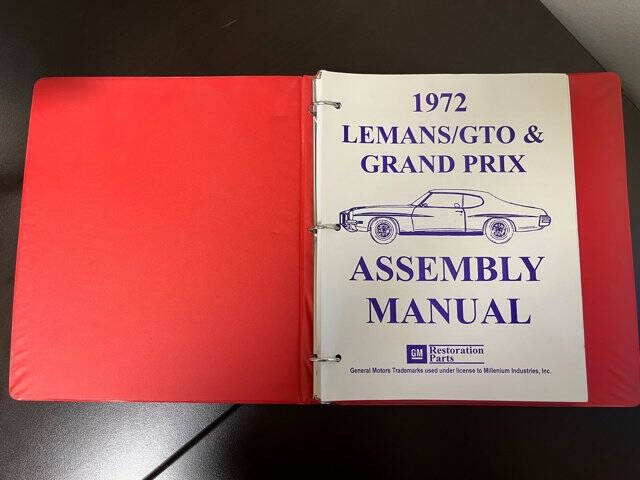 1972
LEMANS/GTO &
GRAND PRIX
ASSEMBLY
MANUAL
GM Restoration
Parts
General Motors Trademarks used under license to Millenium Industries, Inc.